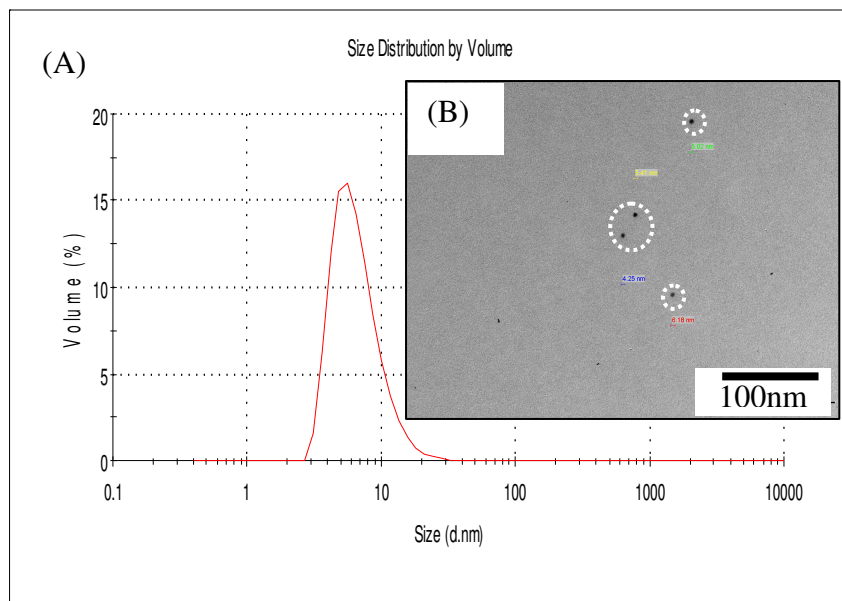 (A)
Size Distribution by Volume
(B)
20
15
10
5
0
Volume (%)
0.1 1 10 100 1000 10000
Size (d.nm)
4.25 nm
6.18 nm
100nm